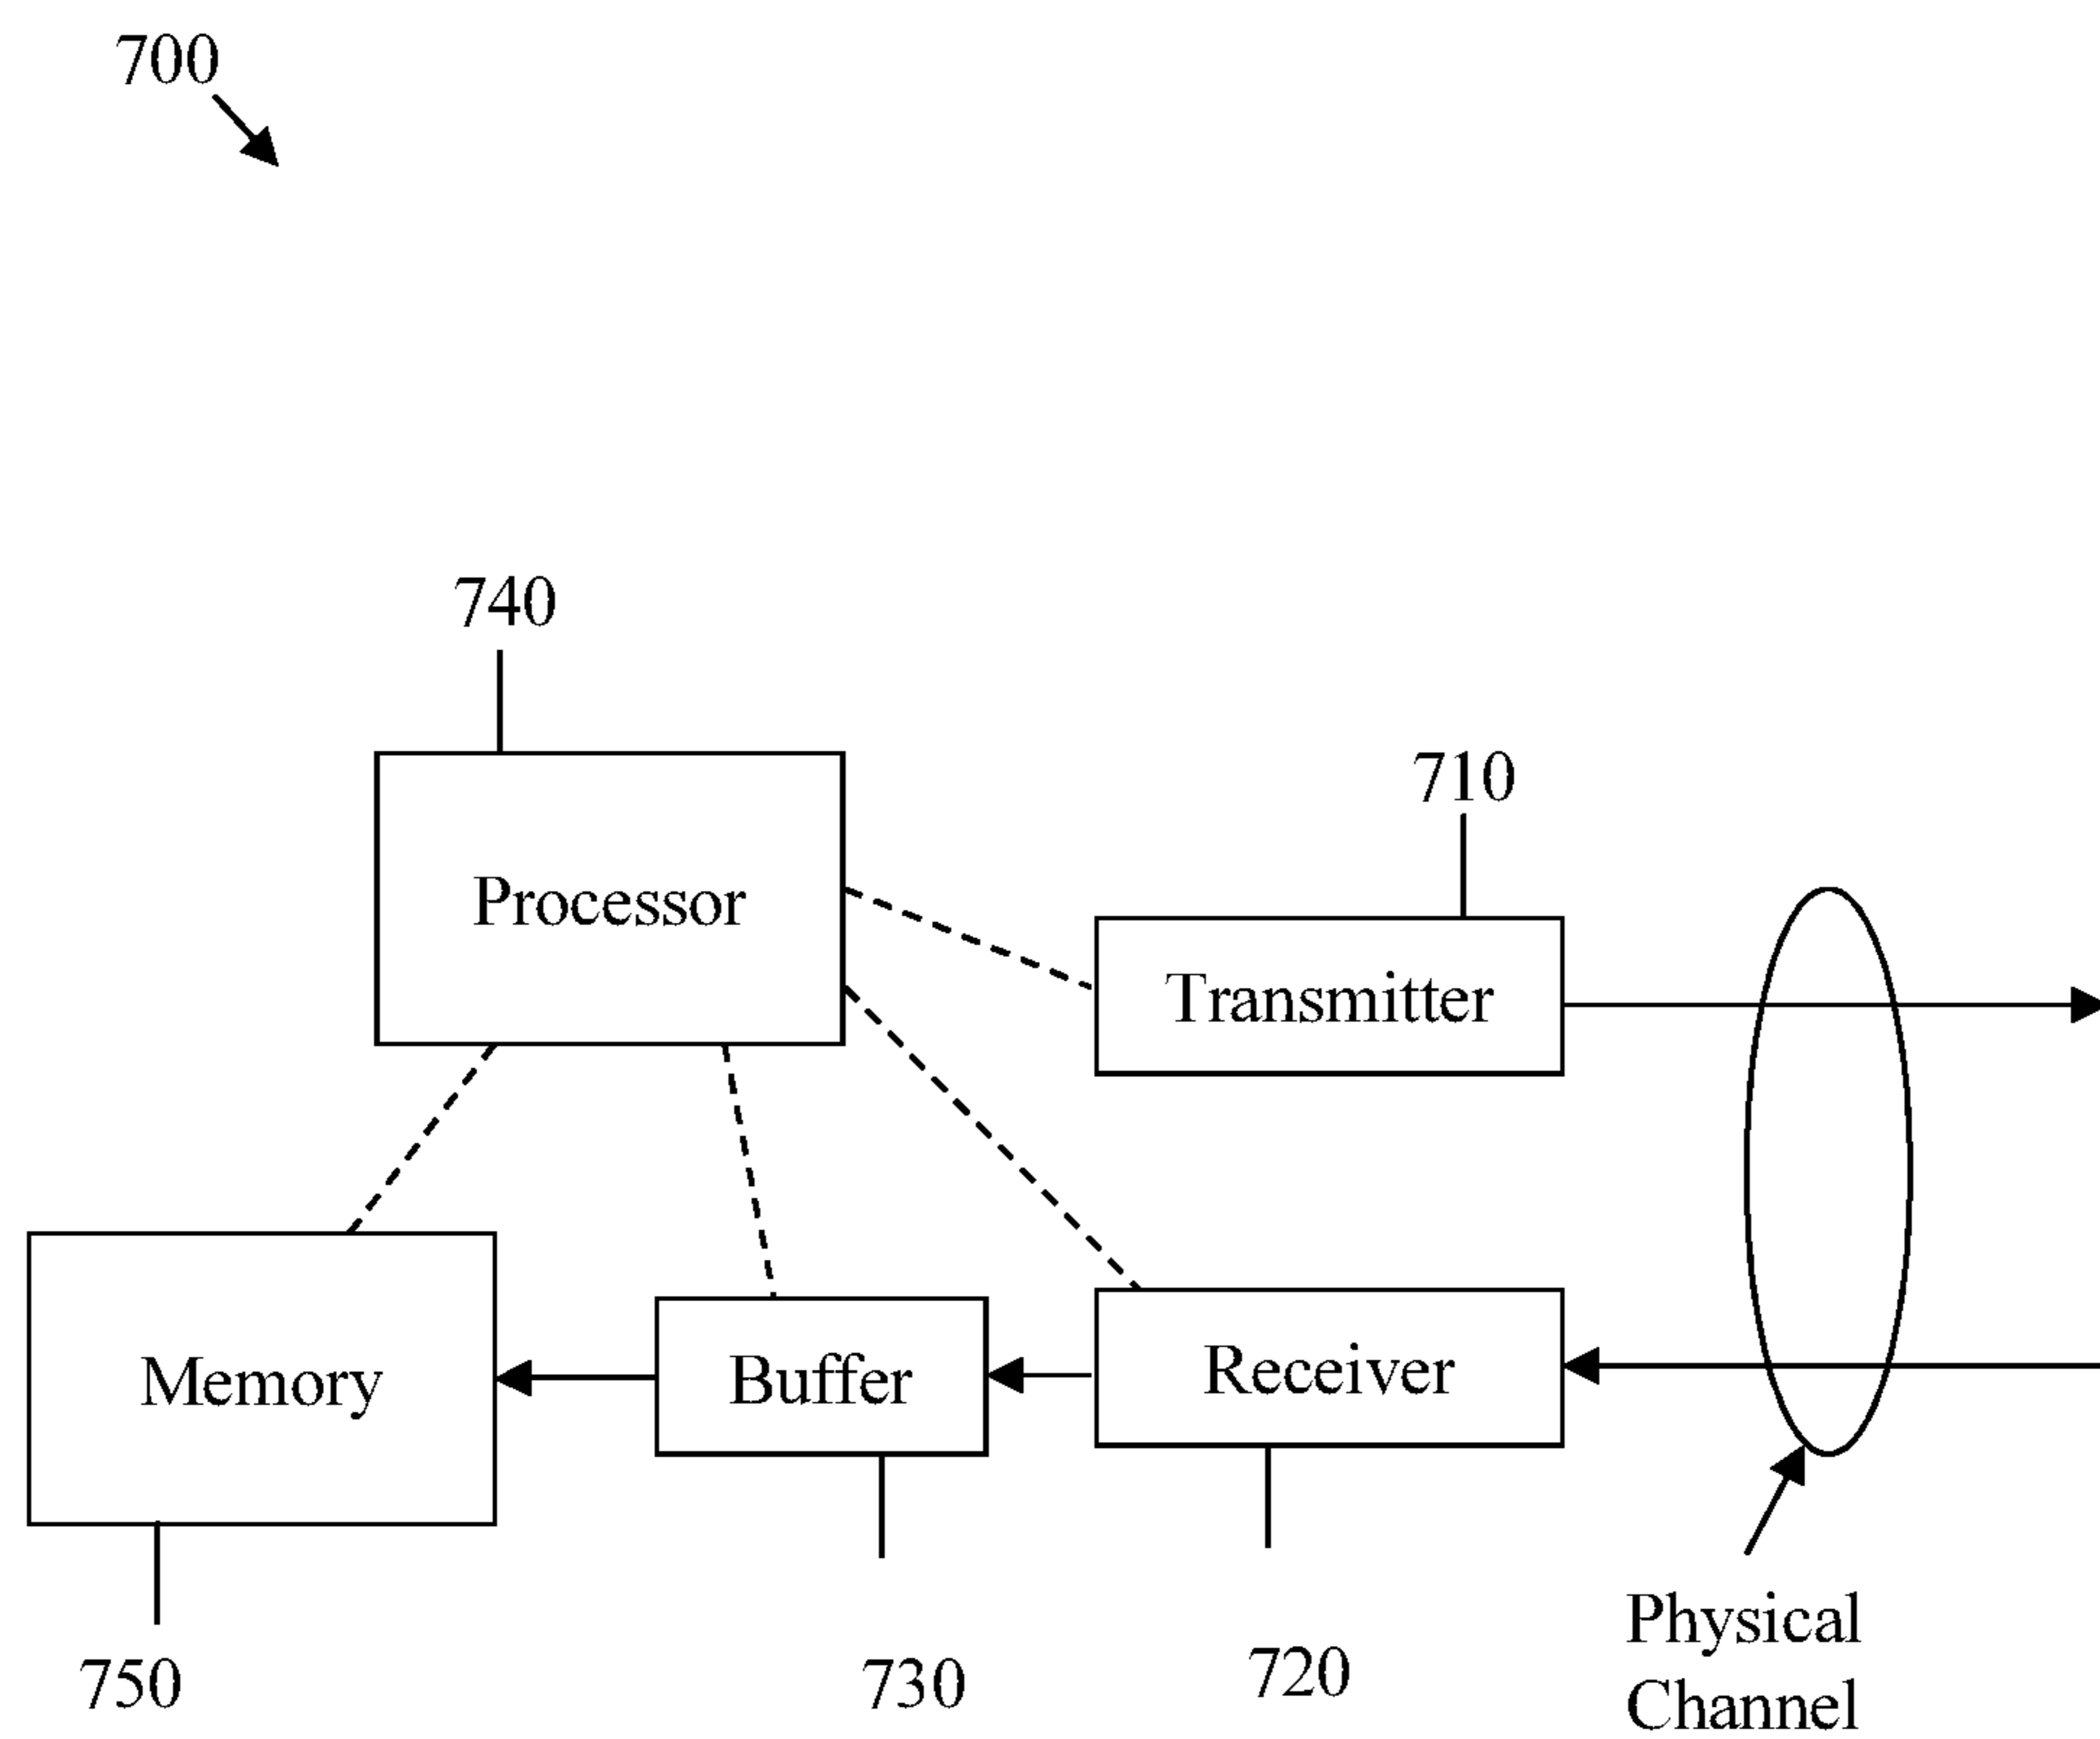 700
740
710
Processor
Transmitter
Memory
Buffer
Receiver
750
730
720
Physical
Channel